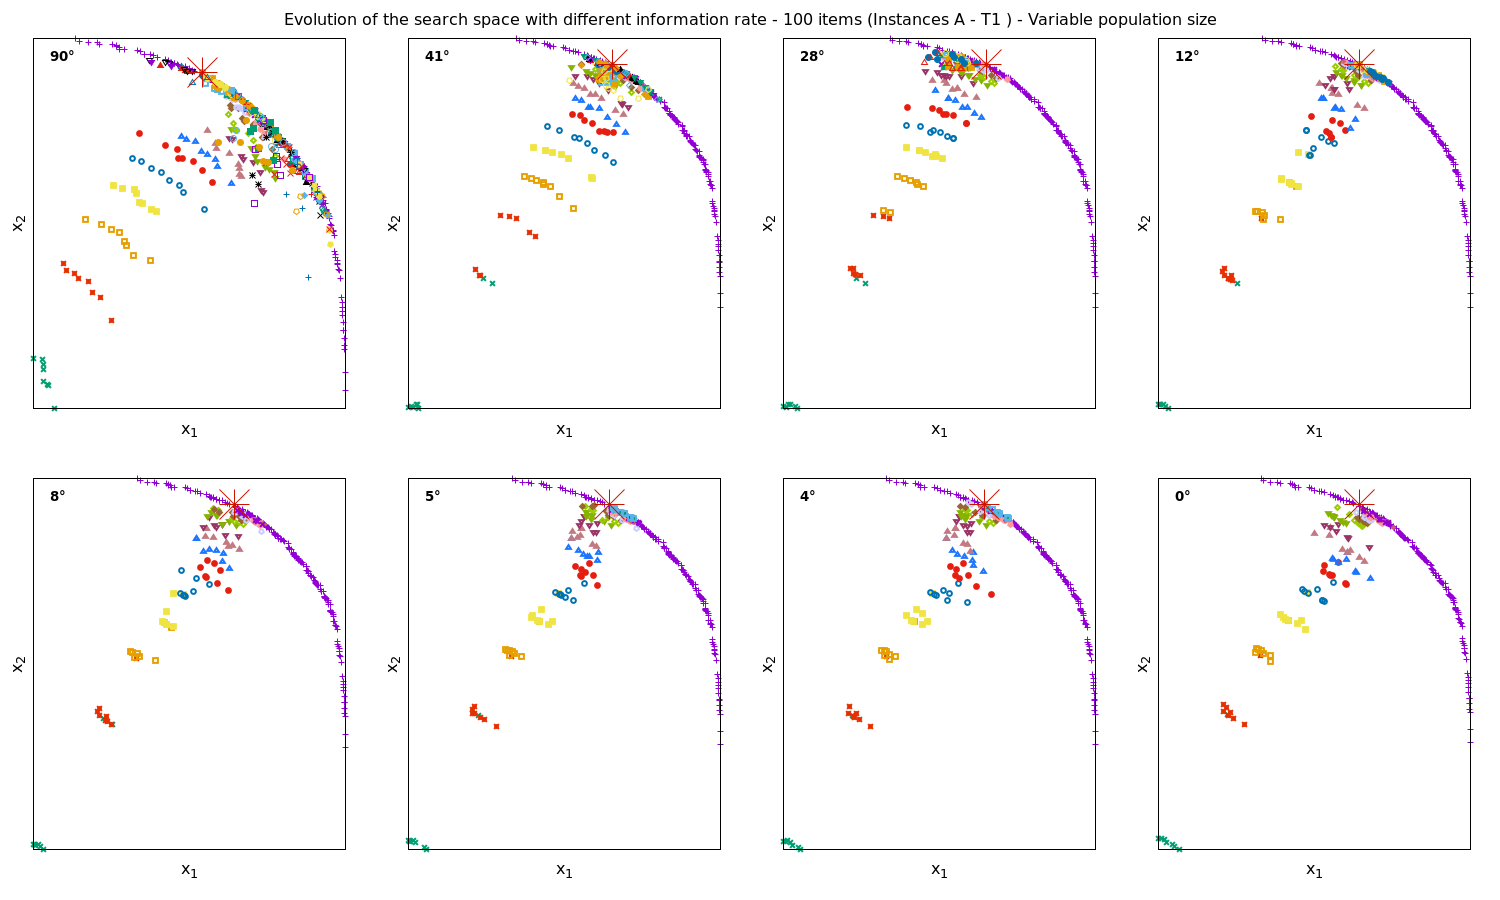 Evolution of the search space with different information rate - 100 items (Instances A - T1 ) - Variable population size
90° 41° 28° 12°
x2 x2 x2 x2
x1 x1 x1 x1
8° 5° 4° 0°
x2 x2 x2 x2
x1 x1 x1 x1